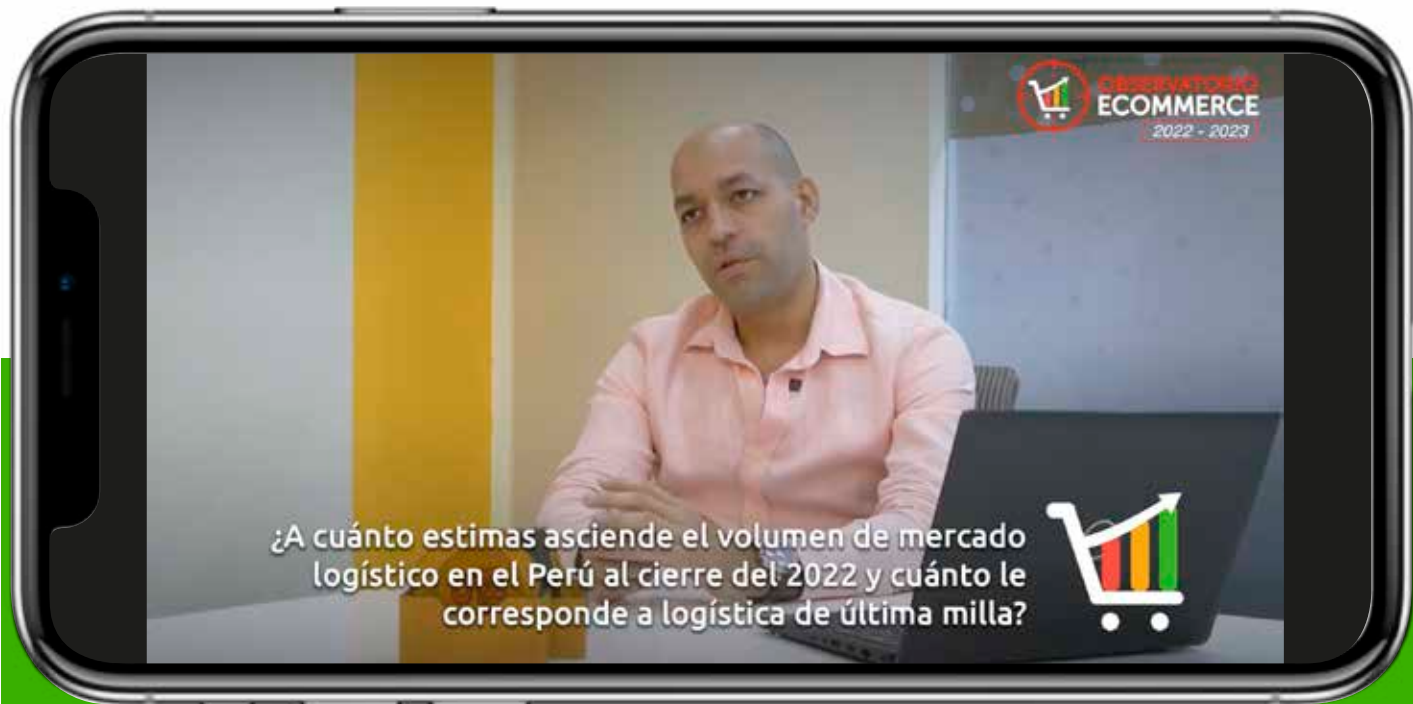 OBSERVATORIO
ECOMMERCE
2022 - 2023
¿A cuánto estimas asciende el volumen de mercado
logístico en el Perú al cierre del 2022 y cuánto le
corresponde a logística de última milla?